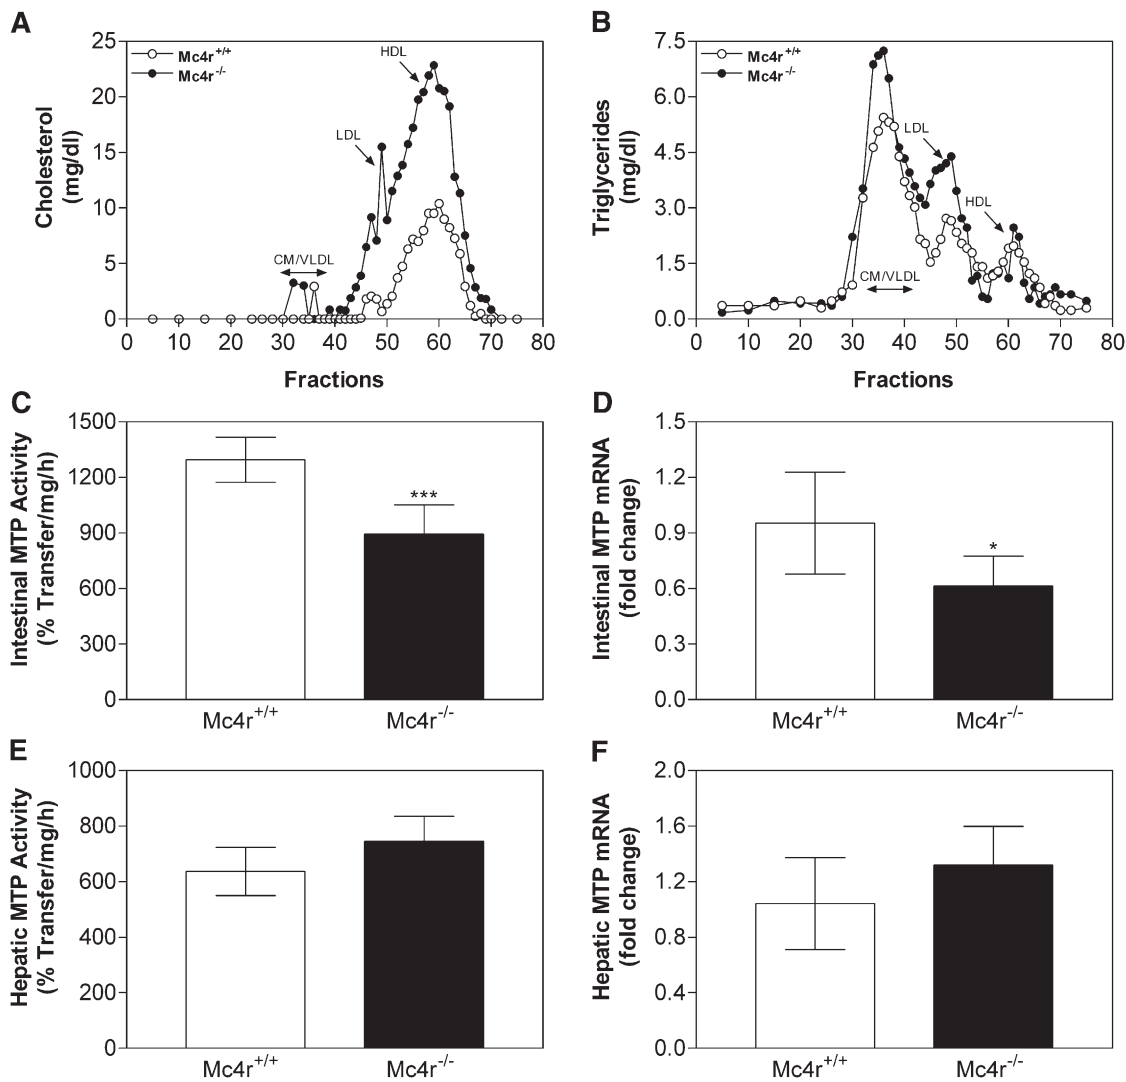 A
Cholesterol
(mg/dl)
25
20
15
10
5
0
Mc4r+/+
Mc4r-/-
HDL
LDL
CM/VLDL
0 10 20 30 40 50 60 70 80
Fractions
B
Triglycerides
(mg/dl)
7.5
6.0
4.5
3.0
1.5
0.0
Mc4r+/+
Mc4r-/-
LDL
HDL
CM/VLDL
0 10 20 30 40 50 60 70 80
Fractions
C
Intestinal MTP Activity
(% Transfer/mg/h)
1500
1200
900
600
300
0
***
Mc4r+/+ Mc4r-/-
D
Intestinal MTP mRNA
(fold change)
1.5
1.2
0.9
0.6
0.3
0.0
*
Mc4r+/+ Mc4r-/-
E
Hepatic MTP Activity
(% Transfer/mg/h)
1000
800
600
400
200
0
Mc4r+/+ Mc4r-/-
F
Hepatic MTP mRNA
(fold change)
2.0
1.6
1.2
0.8
0.4
0.0
Mc4r+/+ Mc4r-/-